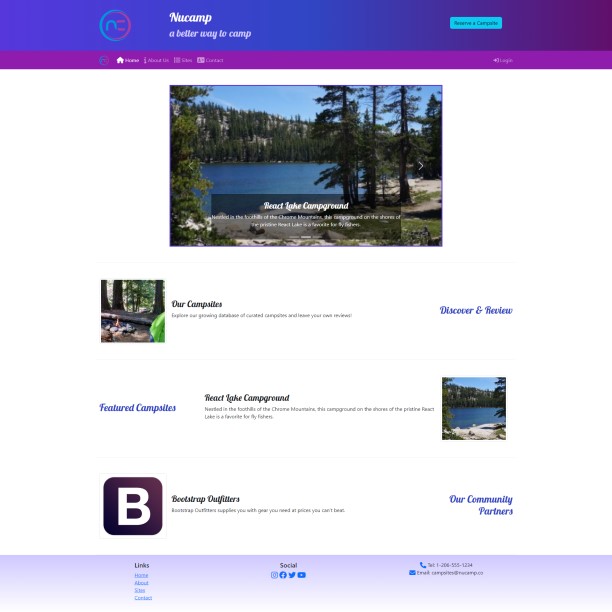 Nucamp
a better way to camp
Reserve a Campsite
Home About Us Sites Contact
Login
React Lake Campground
Nestled in the foothills of the Chrome Mountains, this campground on the shores of
the pristine React Lake is a favorite for fly fishers.
Our Campsites
Explore our growing database of curated campsites and leave your own reviews!
Discover & Review
Featured Campsites
React Lake Campground
Nestled in the foothills of the Chrome Mountains, this campground on the shores of the pristine React
Lake is a favorite for fly fishers.
B
Bootstrap Outfitters
Bootstrap Outfitters supplies you with gear you need at prices you can't beat.
Our Community
Partners
Links
Home
About
Sites
Contact
Social
Tel: 1-206-555-1234
Email: campsites@nucamp.co